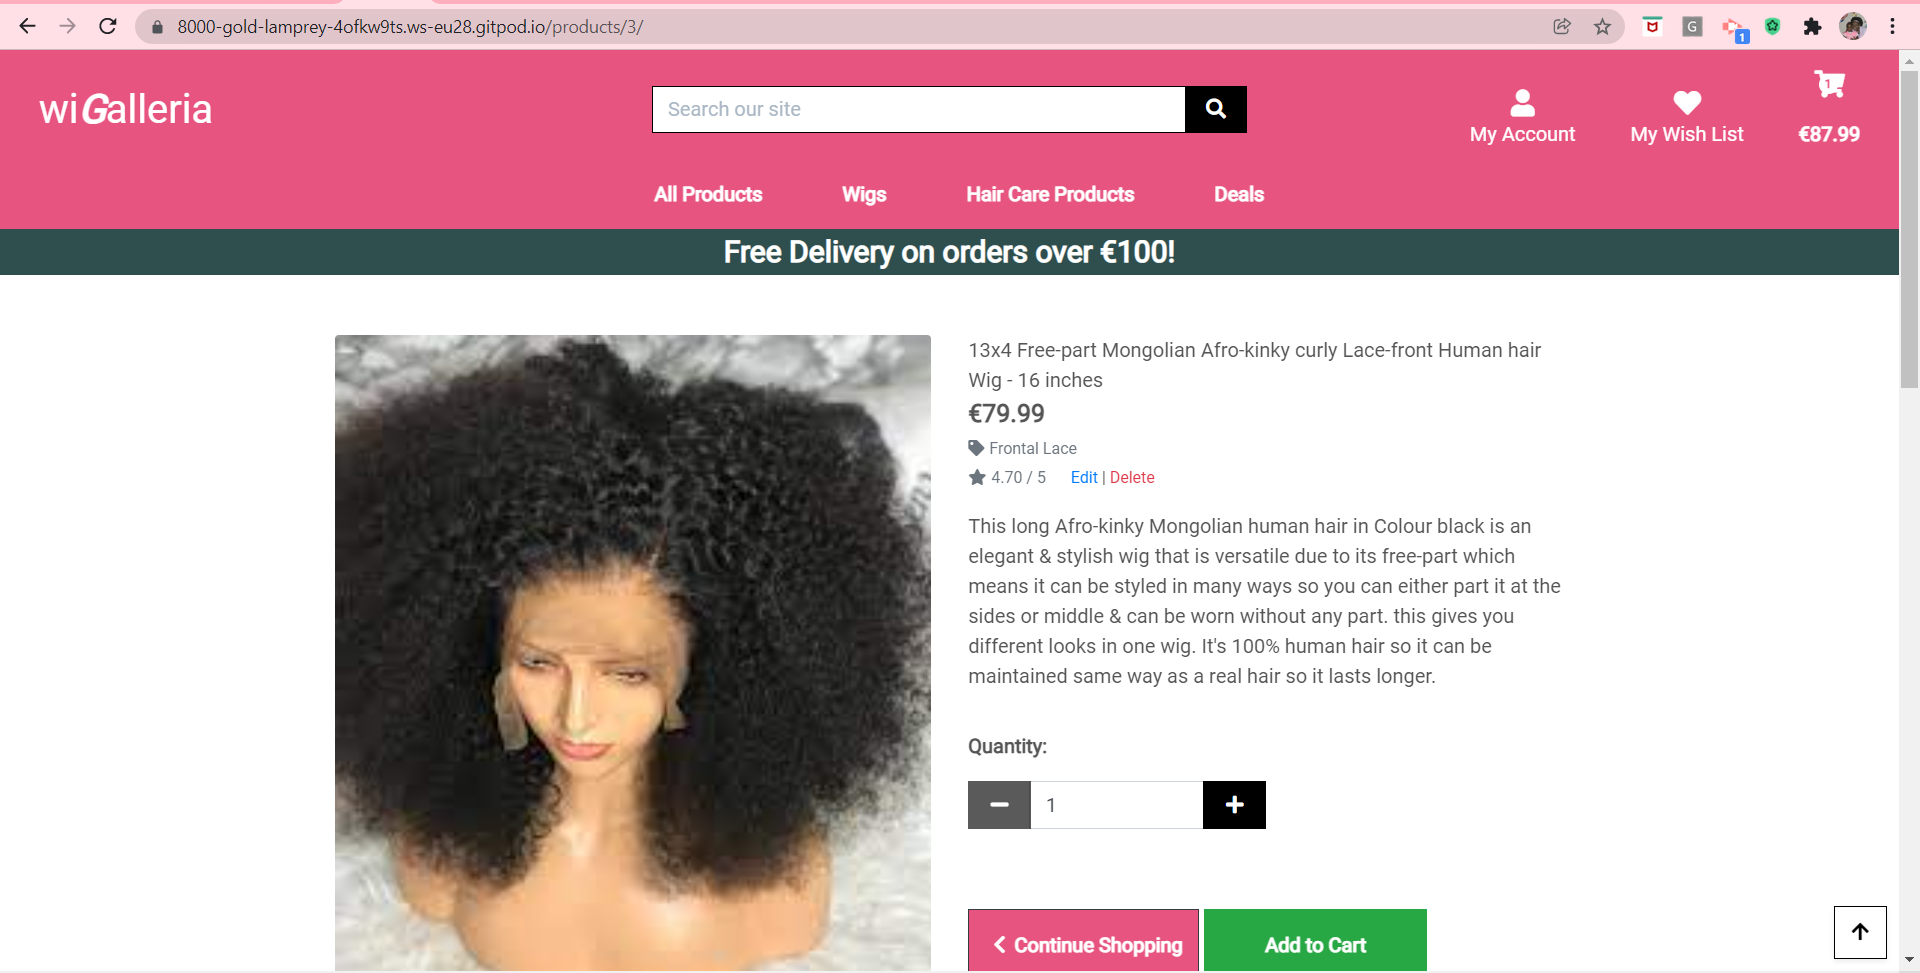 8000-gold-lamprey-4ofkw9ts.ws-eu28.gitpod.io/products/3/
G
1
wiGalleria
Search our site
My Account
My Wish List
1
€87.99
All Products
Wigs
Hair Care Products
Deals
Free Delivery on orders over €100!
13x4 Free-part Mongolian Afro-kinky curly Lace-front Human hair
Wig - 16 inches
€79.99
Frontal Lace
4.70 / 5 Edit | Delete
This long Afro-kinky Mongolian human hair in Colour black is an
elegant & stylish wig that is versatile due to its free-part which
means it can be styled in many ways so you can either part it at the
sides or middle & can be worn without any part. this gives you
different looks in one wig. It's 100% human hair so it can be
maintained same way as a real hair so it lasts longer.
Quantity:
1
Continue Shopping
Add to Cart